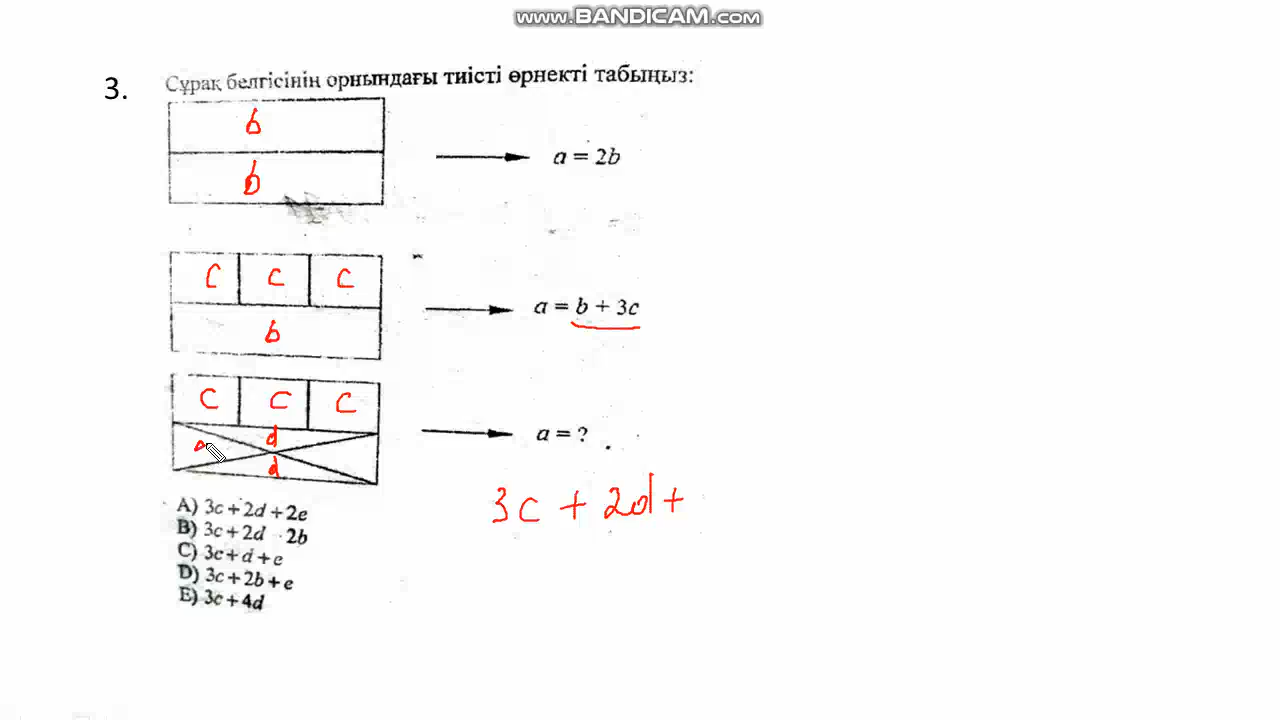 www.BANDICAM.com
3. Сұрақ белгісінің орнындағы тиісті өрнекті табыңыз:
b
b
a = 2b
c c c
b
a = b + 3c
c c c
d
d
a = ?
3c + 2d +
A) 3c + 2d + 2e
B) 3c + 2d 2b
C) 3c + d + e
D) 3c + 2b + e
E) 3c + 4d